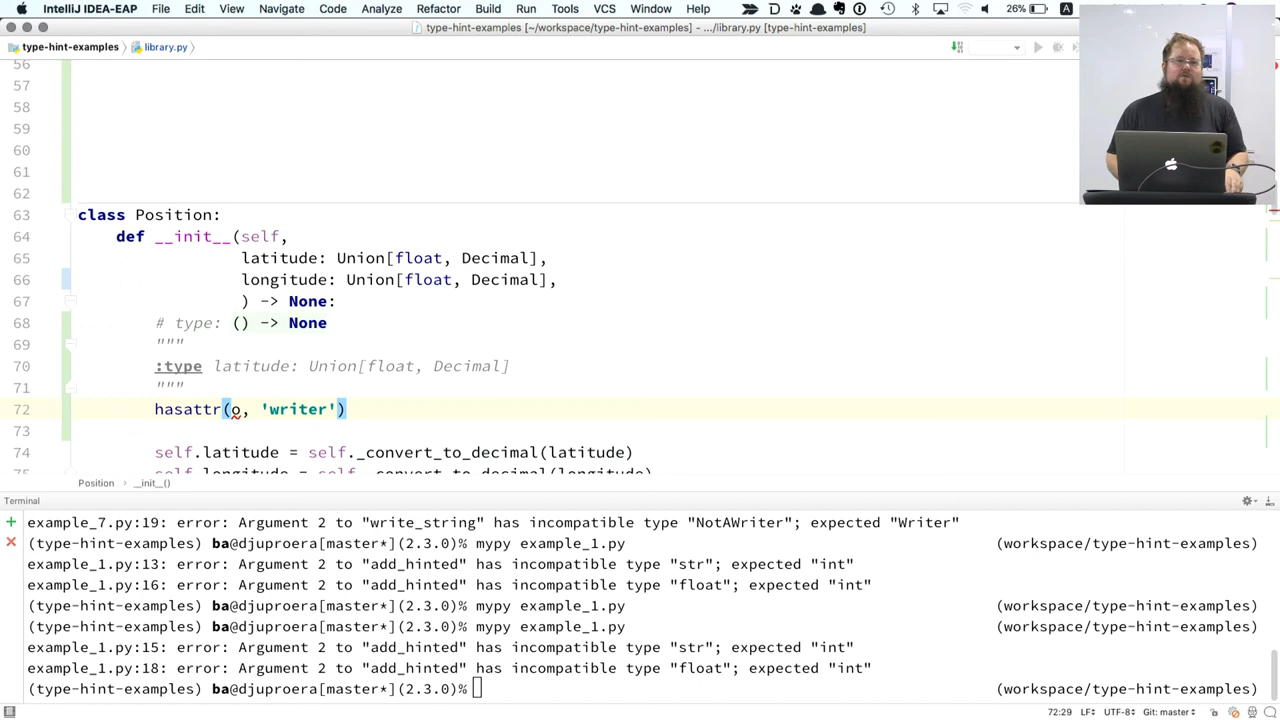 IntelliJ IDEA-EAP File Edit View Navigate Code Analyze Refactor Build Run Tools VCS Window Help 26%
type-hint-examples [~/workspace/type-hint-examples] - .../library.py [type-hint-examples]
type-hint-examples library.py
56
57
58
59
60
61
62
63 class Position:
64 def __init__(self,
65 latitude: Union[float, Decimal],
66 longitude: Union[float, Decimal],
67 ) -> None:
68 # type: () -> None
69 """
70 :type latitude: Union[float, Decimal]
71 """
72 hasattr(o, 'writer')
73
74 self.latitude = self._convert_to_decimal(latitude)
75 self.longitude = self._convert_to_decimal(longitude)
Position __init__()
Terminal
example_7.py:19: error: Argument 2 to "write_string" has incompatible type "NotAWriter"; expected "Writer"
(type-hint-examples) ba@djuproera[master*](2.3.0)% mypy example_1.py (workspace/type-hint-examples)
example_1.py:13: error: Argument 2 to "add_hinted" has incompatible type "str"; expected "int"
example_1.py:16: error: Argument 2 to "add_hinted" has incompatible type "float"; expected "int"
(type-hint-examples) ba@djuproera[master*](2.3.0)% mypy example_1.py (workspace/type-hint-examples)
(type-hint-examples) ba@djuproera[master*](2.3.0)% mypy example_1.py (workspace/type-hint-examples)
example_1.py:15: error: Argument 2 to "add_hinted" has incompatible type "str"; expected "int"
example_1.py:18: error: Argument 2 to "add_hinted" has incompatible type "float"; expected "int"
(type-hint-examples) ba@djuproera[master*](2.3.0)% (workspace/type-hint-examples)
72:29 LF÷ UTF-8÷ Git: master÷